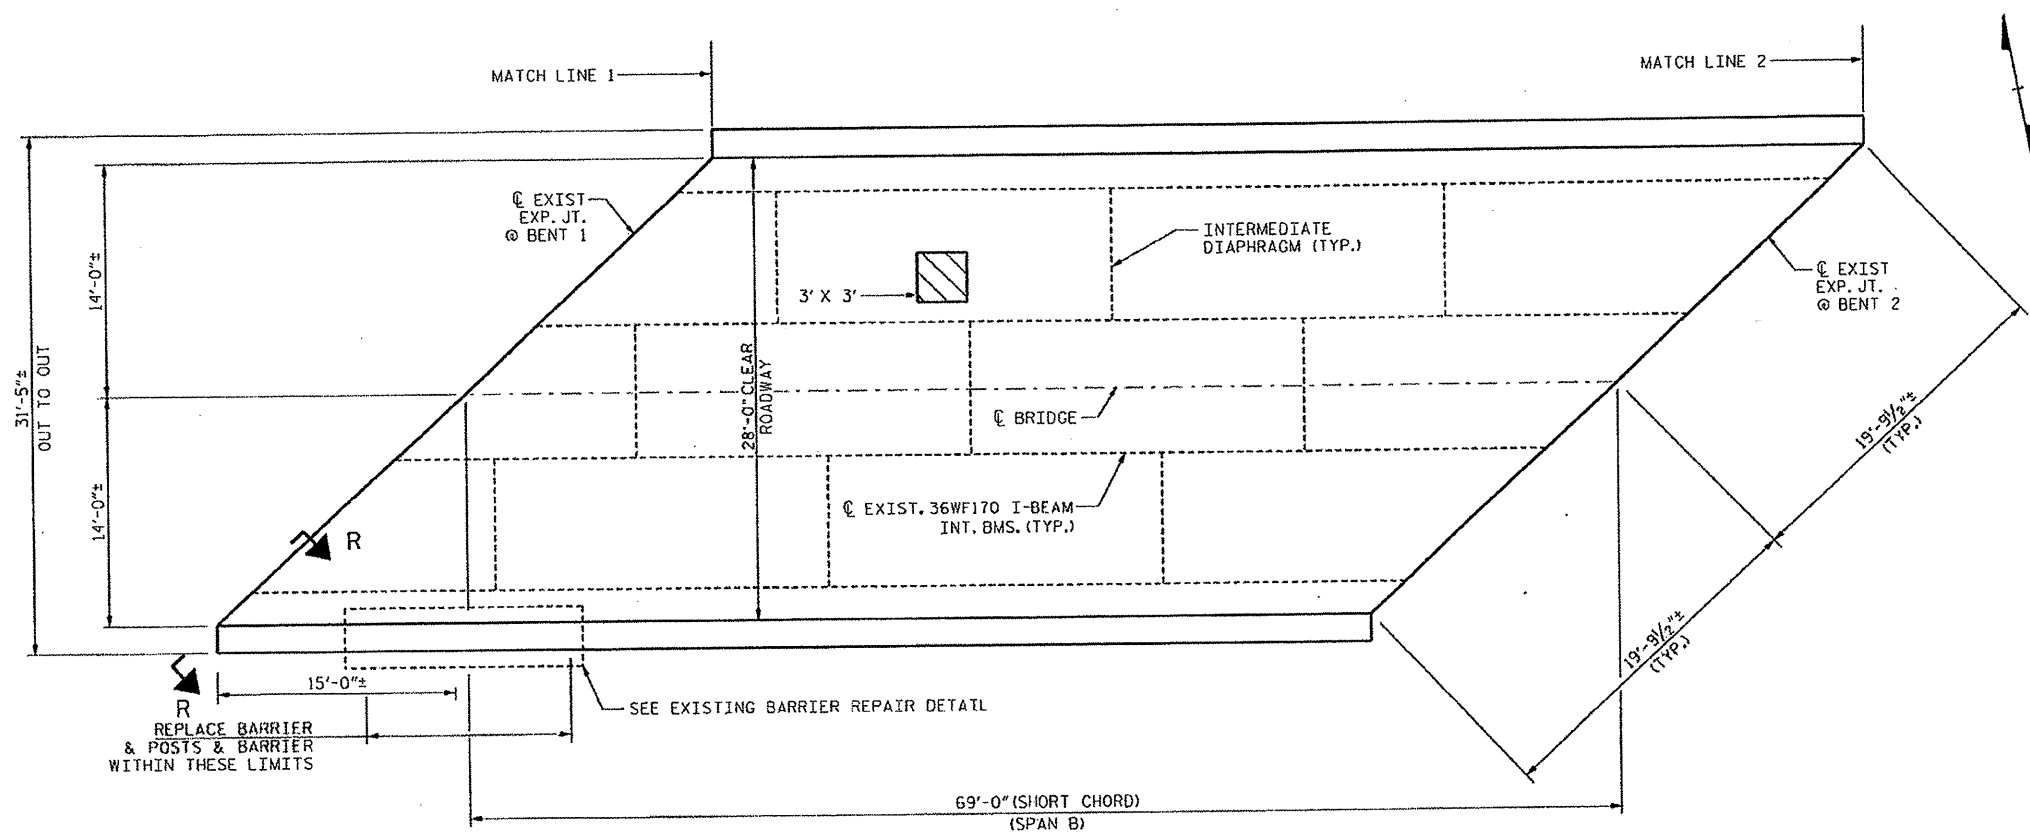 MATCH LINE 1
MATCH LINE 2
℄ EXIST
EXP. JT.
@ BENT 1
INTERMEDIATE
DIAPHRAGM (TYP.)
3' X 3'
℄ EXIST
EXP. JT.
@ BENT 2
14'-0"±
31'-5"±
OUT TO OUT
28'-0" CLEAR
ROADWAY
℄ BRIDGE
19'-9½"±
(TYP.)
14'-0"±
℄ EXIST. 36WF170 I-BEAM
INT. BMS. (TYP.)
R
19'-9½"±
(TYP.)
15'-0"±
R
SEE EXISTING BARRIER REPAIR DETAIL
REPLACE BARRIER
& POSTS & BARRIER
WITHIN THESE LIMITS
69'-0" (SHORT CHORD)
(SPAN B)